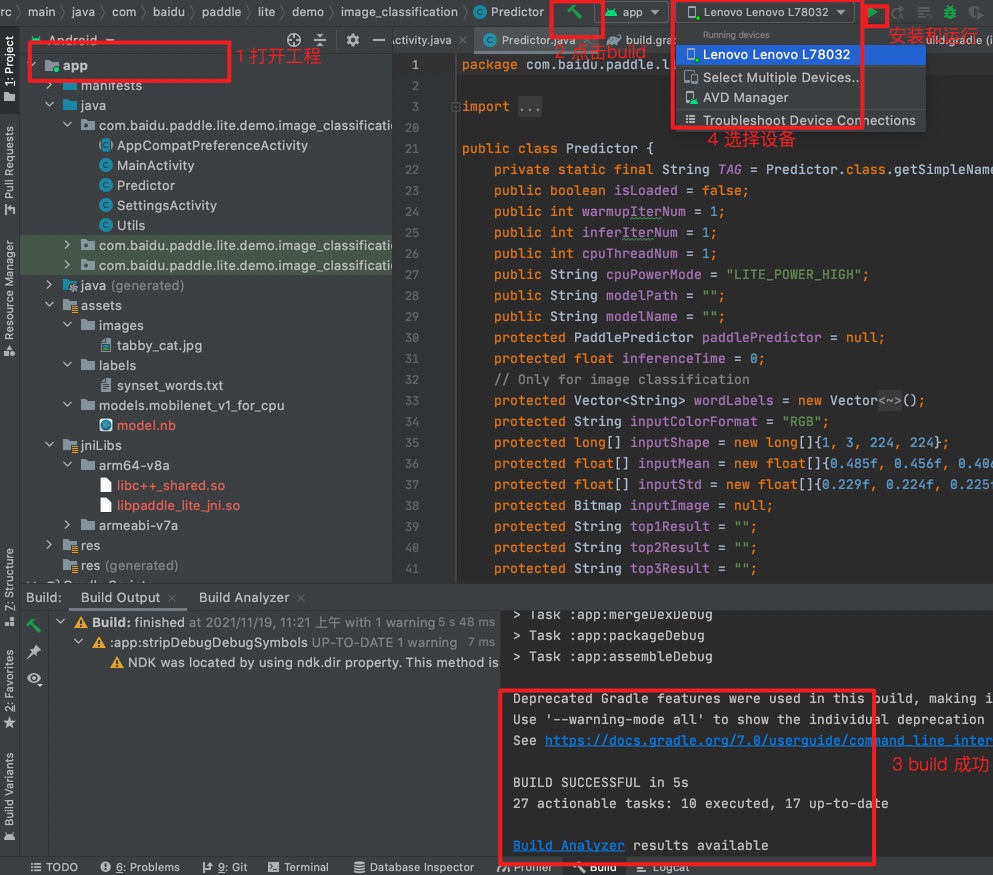 rc main java com baidu paddle lite demo image_classification Predictor
app
Lenovo Lenovo L78032
Running devices
Lenovo Lenovo L78032
Select Multiple Devices..
AVD Manager
Troubleshoot Device Connections
安装和运行
4 选择设备
2 点击build
1 打开工程
3 build 成功
1: Project
Pull Requests
Resource Manager
Z: Structure
2: Favorites
Build Variants
Android
app
manifests
java
com.baidu.paddle.lite.demo.image_classificati
AppCompatPreferenceActivity
MainActivity
Predictor
SettingsActivity
Utils
com.baidu.paddle.lite.demo.image_classificati
com.baidu.paddle.lite.demo.image_classificati
java (generated)
assets
images
tabby_cat.jpg
labels
synset_words.txt
models.mobilenet_v1_for_cpu
model.nb
jniLibs
arm64-v8a
libc++_shared.so
libpaddle_lite_jni.so
armeabi-v7a
res
res (generated)
ctivity.java
Predictor.java
build.gra
uild.gradle (
1 package com.baidu.paddle.l
2
3 import ...
20
21 public class Predictor {
22 private static final String TAG = Predictor.class.getSimpleName
23 public boolean isLoaded = false;
24 public int warmupIterNum = 1;
25 public int inferIterNum = 1;
26 public int cpuThreadNum = 1;
27 public String cpuPowerMode = "LITE_POWER_HIGH";
28 public String modelPath = "";
29 public String modelName = "";
30 protected PaddlePredictor paddlePredictor = null;
31 protected float inferenceTime = 0;
32 // Only for image classification
33 protected Vector<String> wordLabels = new Vector<~>();
34 protected String inputColorFormat = "RGB";
35 protected long[] inputShape = new long[]{1, 3, 224, 224};
36 protected float[] inputMean = new float[]{0.485f, 0.456f, 0.406
37 protected float[] inputStd = new float[]{0.229f, 0.224f, 0.225f
38 protected Bitmap inputImage = null;
39 protected String top1Result = "";
40 protected String top2Result = "";
41 protected String top3Result = "";
Build: Build Output Build Analyzer
Build: finished at 2021/11/19, 11:21 上午 with 1 warning 5 s 48 ms
:app:stripDebugDebugSymbols UP-TO-DATE 1 warning 7 ms
NDK was located by using ndk.dir property. This method is
> Task :app:mergeDexDebug
> Task :app:packageDebug
> Task :app:assembleDebug
Deprecated Gradle features were used in this build, making i
Use '--warning-mode all' to show the individual deprecation
See https://docs.gradle.org/7.0/userguide/command_line_inter
BUILD SUCCESSFUL in 5s
27 actionable tasks: 10 executed, 17 up-to-date
Build Analyzer results available
TODO 6: Problems 9: Git Terminal Database Inspector Profiler Build Logcat